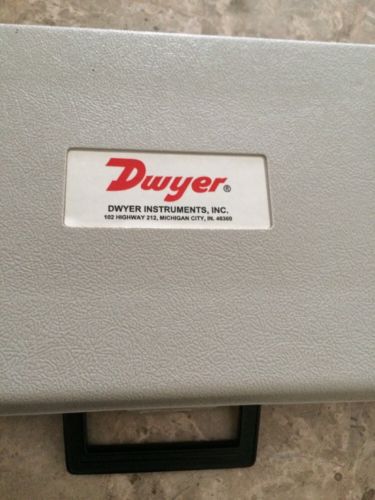 Dwyer®
DWYER INSTRUMENTS, INC.
102 HIGHWAY 212, MICHIGAN CITY, IN. 46360